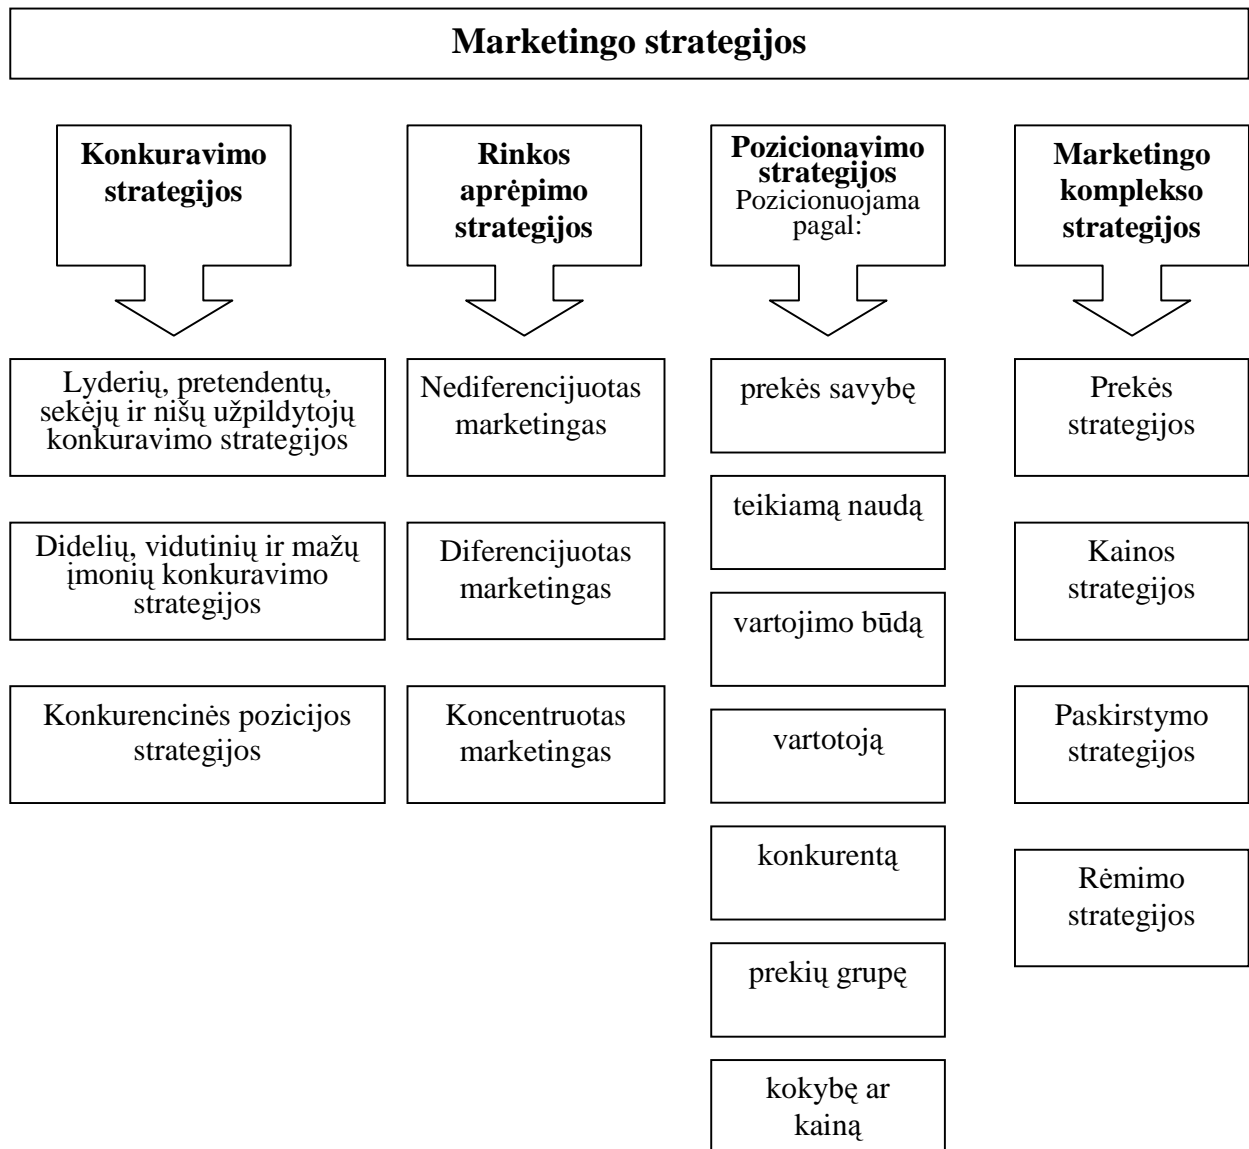 Marketingo strategijos
Konkuravimo
strategijos
Rinkos
aprėpimo
strategijos
Pozicionavimo
strategijos
Pozicionuojama
pagal:
Marketingo
komplekso
strategijos
Lyderių, pretendentų,
sekėjų ir nišų užpildytojų
konkuravimo strategijos
Didelių, vidutinių ir mažų
įmonių konkuravimo
strategijos
Konkurencinės pozicijos
strategijos
Nediferencijuotas
marketingas
Diferencijuotas
marketingas
Koncentruotas
marketingas
prekės savybę
teikiamą naudą
vartojimo būdą
vartotoją
konkurentą
prekių grupę
kokybę ar
kainą
Prekės
strategijos
Kainos
strategijos
Paskirstymo
strategijos
Rėmimo
strategijos